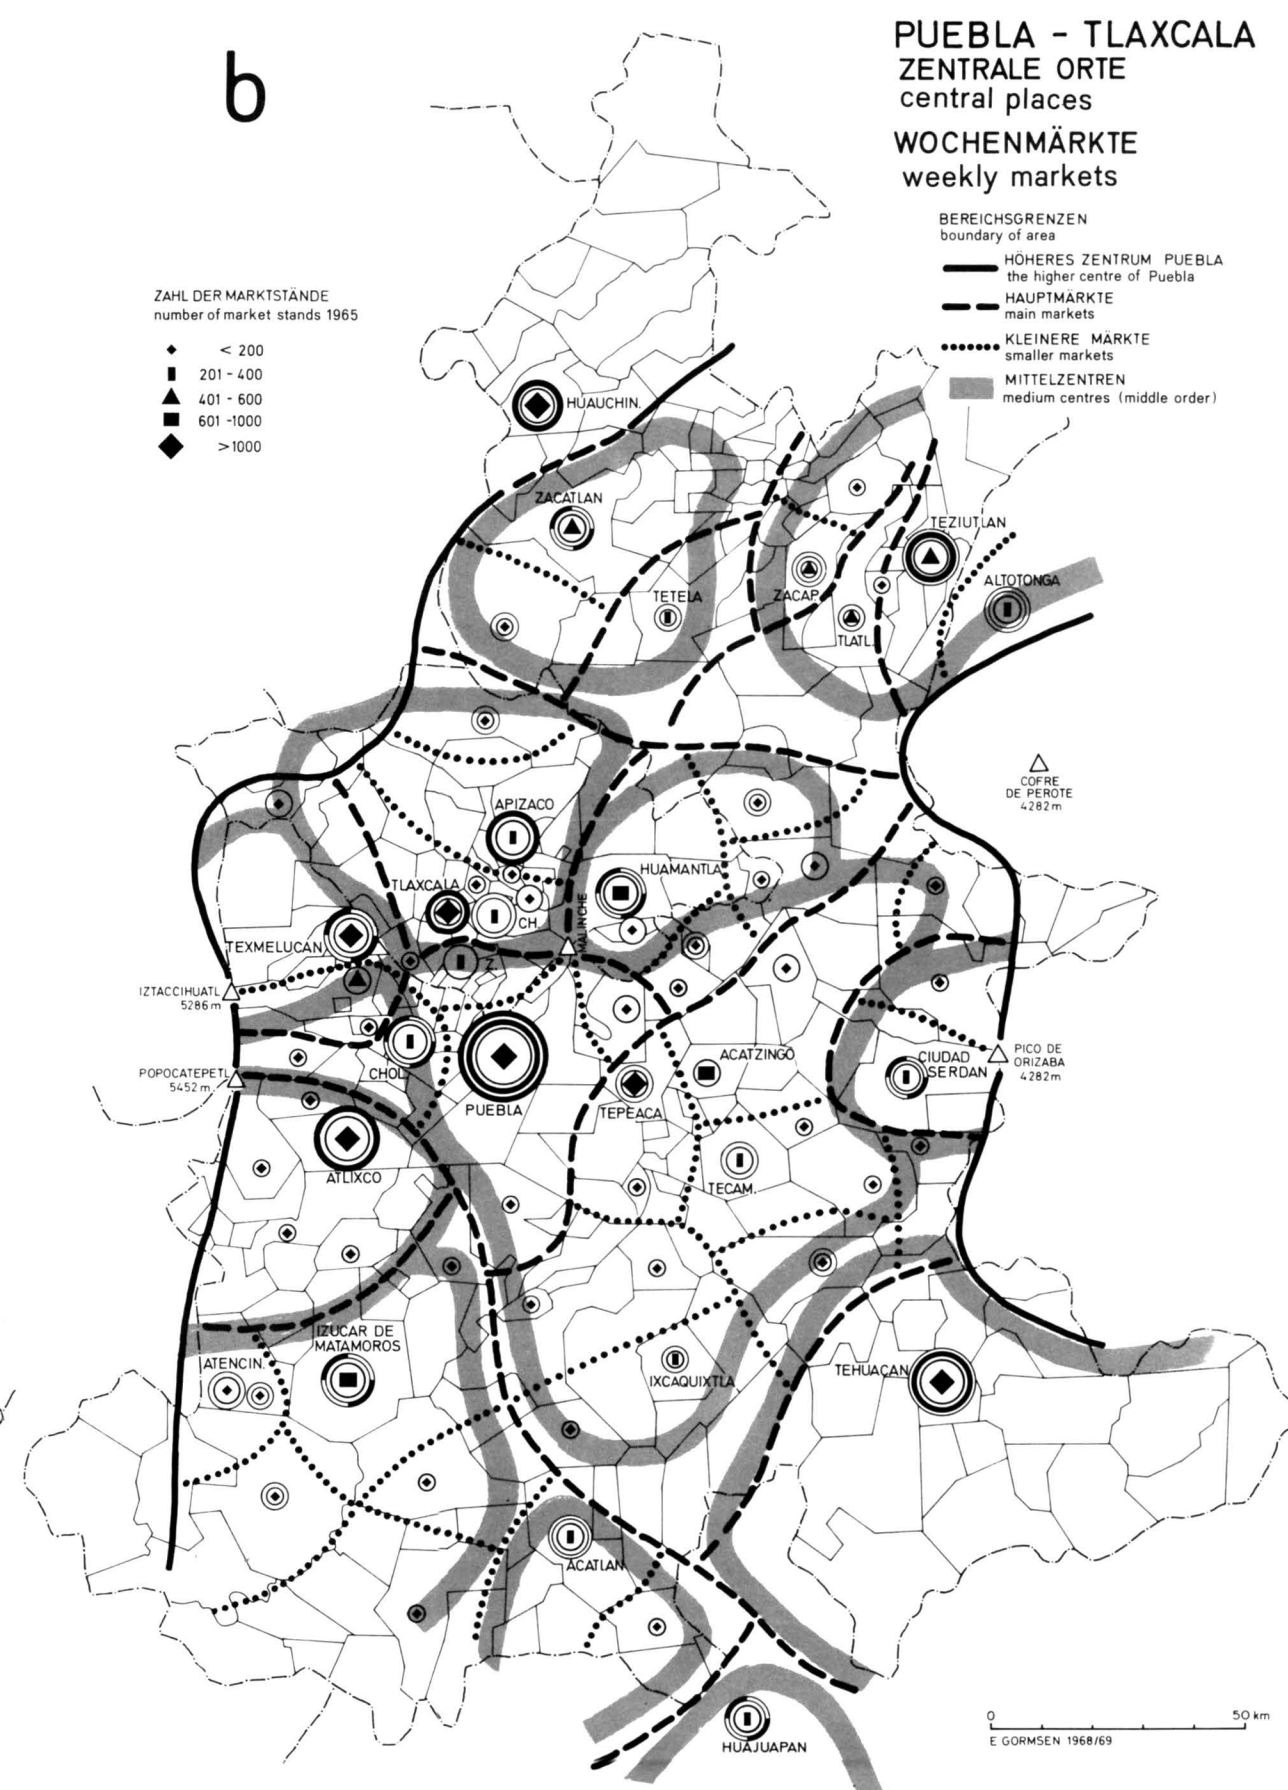 b
PUEBLA - TLAXCALA
ZENTRALE ORTE
central places
WOCHENMÄRKTE
weekly markets
BEREICHSGRENZEN
boundary of area
HÖHERES ZENTRUM PUEBLA
the higher centre of Puebla
HAUPTMÄRKTE
main markets
KLEINERE MÄRKTE
smaller markets
MITTELZENTREN
medium centres (middle order)
ZAHL DER MARKTSTÄNDE
number of market stands 1965
< 200
201 - 400
401 - 600
601 -1000
>1000
HUAUCHIN.
ZACATLAN
TEZIUTLAN
ALTOTONGA
TETELA
ZACAP.
TLATL.
COFRE
DE PEROTE
4282m
APIZACO
HUAMANTLA
TLAXCALA
CH.
MALINCHE
TEXMELUCAN
Z.
IZTACCIHUATL
5286m
PICO DE
ORIZABA
4282m
ACATZINGO
CIUDAD
SERDAN
POPOCATEPETL
5452m.
CHOL.
PUEBLA
TEPEACA
ATLIXCO
TECAM.
IZUCAR DE
MATAMOROS
ATENCIN.
IXCAQUIXTLA
TEHUACAN
ACATLAN
HUAJUAPAN
0 50 km
E GORMSEN 1968/69